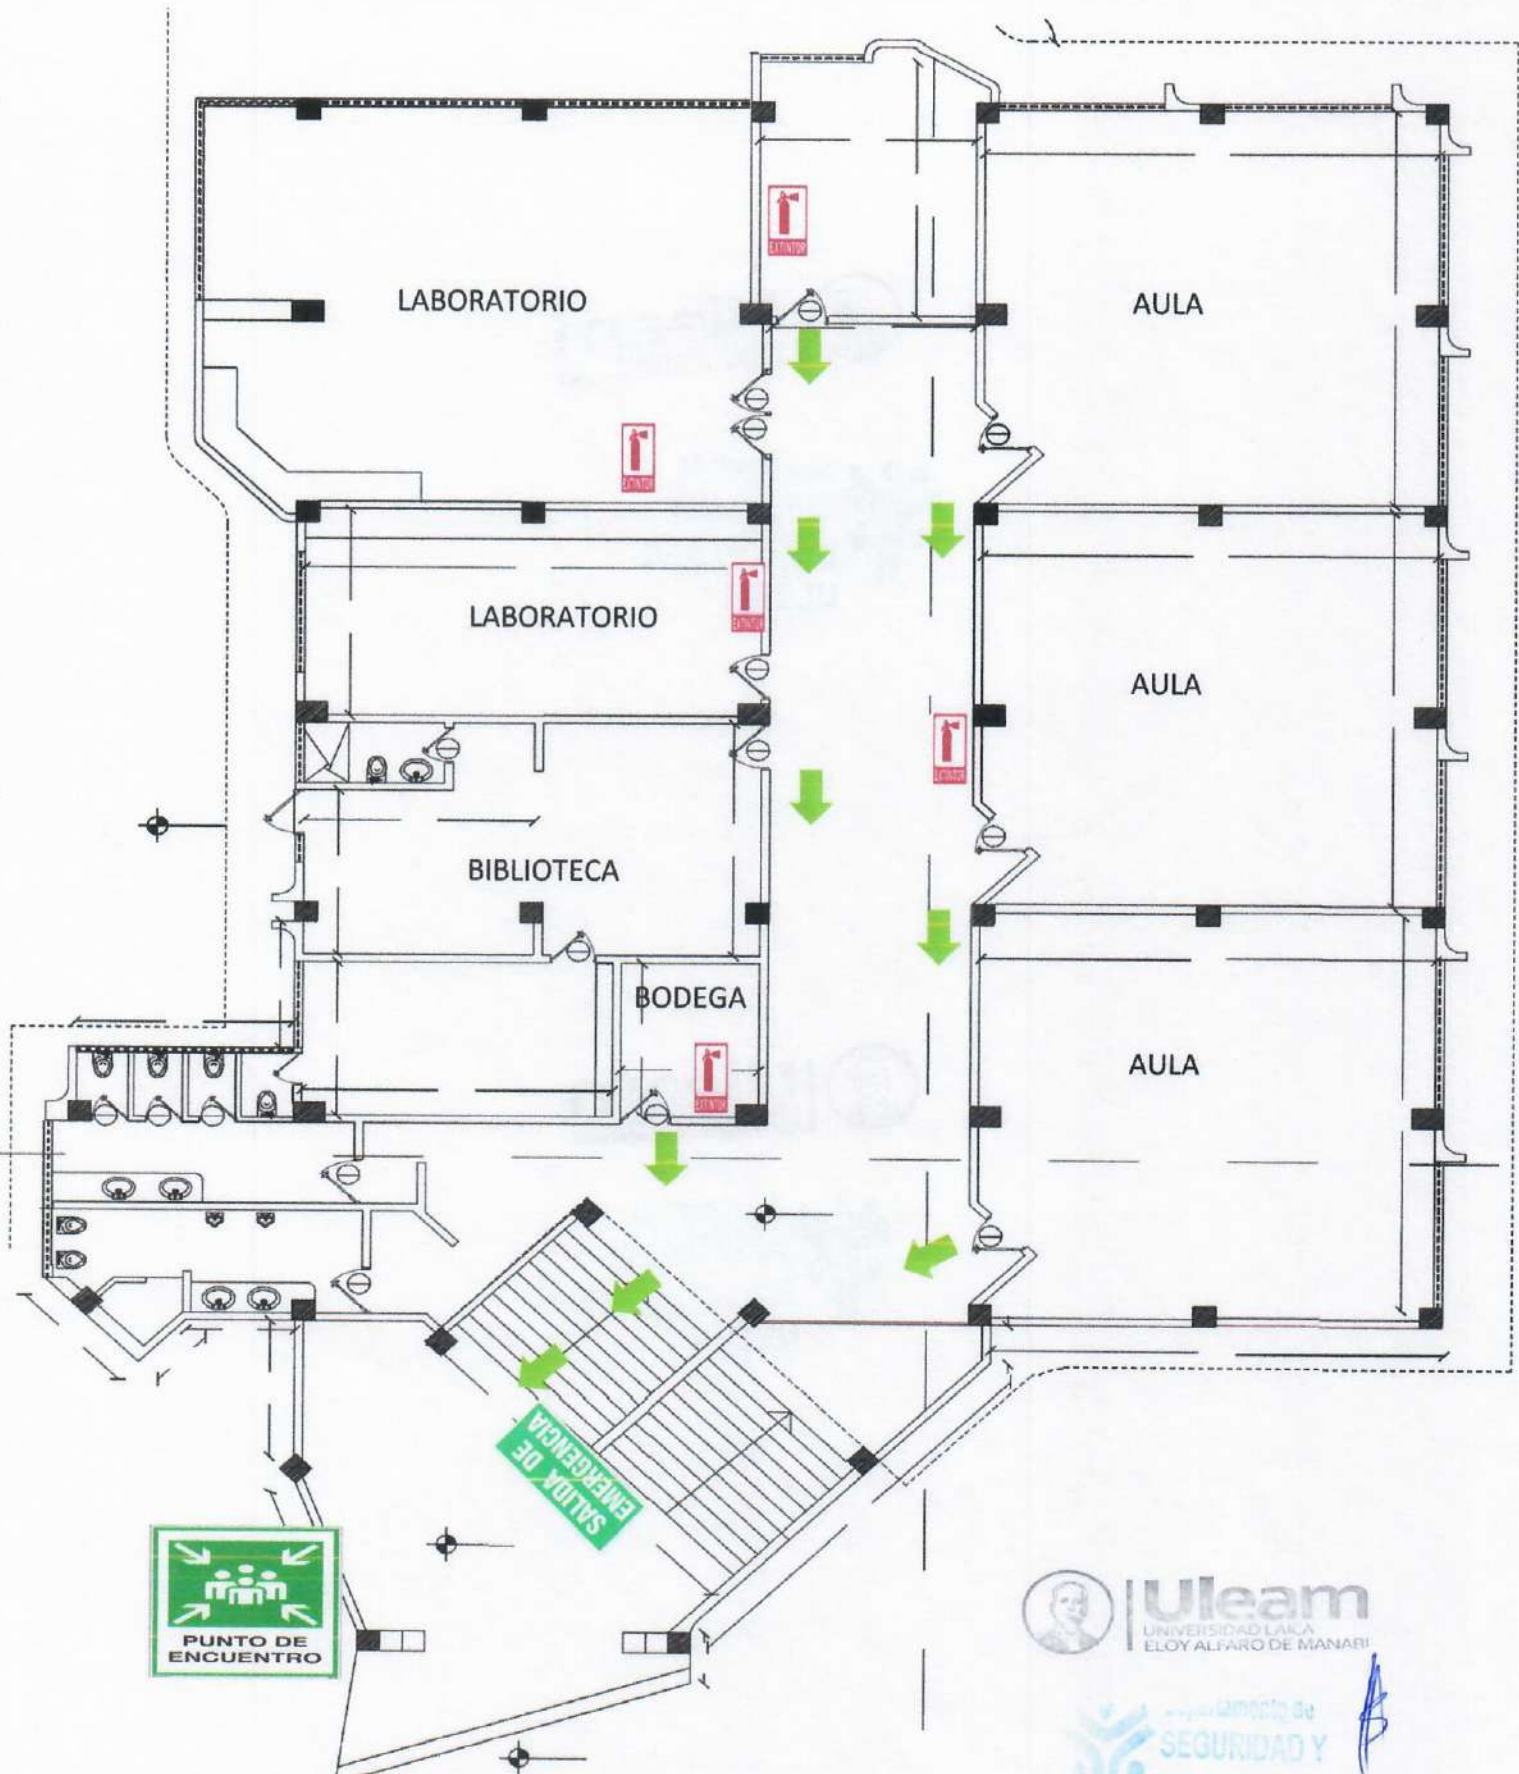 EXTINTOR
LABORATORIO
AULA
EXTINTOR
LABORATORIO
EXTINTOR
AULA
EXTINTOR
BIBLIOTECA
BODEGA
EXTINTOR
AULA
SALIDA DE
EMERGENCIA
PUNTO DE
ENCUENTRO
Uleam
UNIVERSIDAD LAICA
ELOY ALFARO DE MANABI
de
SEGURIDAD Y